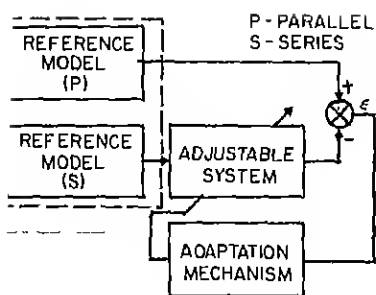 P - PARALLEL
S - SERIES
REFERENCE
MODEL
(P)
+
ε
REFERENCE
MODEL
(S)
ADJUSTABLE
SYSTEM
-
AOAPTATION
MECHANISM